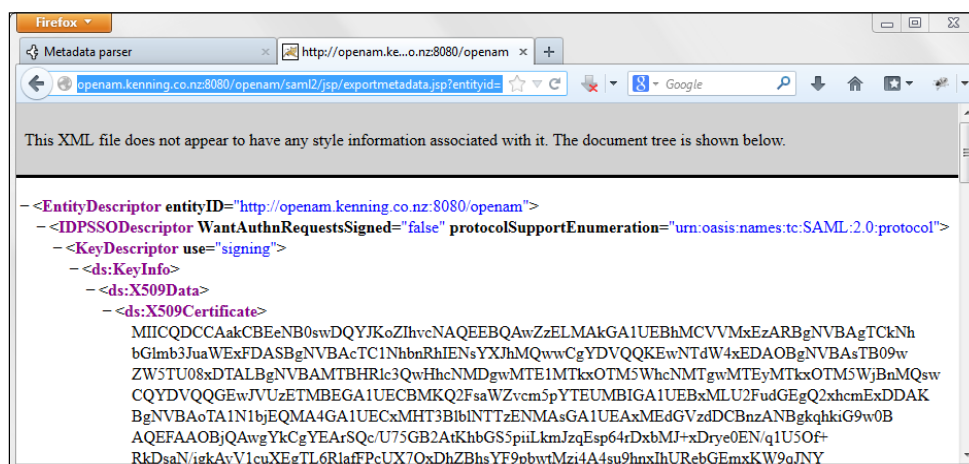 Firefox
Metadata parser
http://openam.ke...o.nz:8080/openam
openam.kenning.co.nz:8080/openam/saml2/jsp/exportmetadata.jsp?entityid=
Google
This XML file does not appear to have any style information associated with it. The document tree is shown below.
−<EntityDescriptor entityID="http://openam.kenning.co.nz:8080/openam">
−<IDPSSODescriptor WantAuthnRequestsSigned="false" protocolSupportEnumeration="urn:oasis:names:tc:SAML:2.0:protocol">
−<KeyDescriptor use="signing">
−<ds:KeyInfo>
−<ds:X509Data>
−<ds:X509Certificate>
MIICQDCCAakCBEeNB0swDQYJKoZIhvcNAQEEBQAwZzELMAkGA1UEBhMCVVMxEzARBgNVBAgTCkNh
bGlmb3JuaWExFDASBgNVBAcTC1NhbnRhIENsYXJhMQwwCgYDVQQKEwNTdW4xEDAOBgNVBAsTB09w
ZW5TU08xDTALBgNVBAMTBHRlc3QwHhcNMDgwMTE1MTkxOTM5WhcNMTgwMTEyMTkxOTM5WjBnMQsw
CQYDVQQGEwJVUzETMBEGA1UECBMKQ2FsaWZvcm5pYTEUMBIGA1UEBxMLU2FudGEgQ2xhcmExDDAK
BgNVBAoTA1N1bjEQMA4GA1UECxMHT3BlblNTTzENMAsGA1UEAxMEdGVzdDCBnzANBgkqhkiG9w0B
AQEFAAOBjQAwgYkCgYEArSQc/U75GB2AtKhbGS5piiLkmJzqEsp64rDxbMJ+xDrye0EN/q1U5Of+
RkDsaN/igkAvV1cuXEgTL6RlafFPcUX7QxDhZBhsYF9pbwtMzi4A4su9hnxIhURebGEmxKW9qJNY